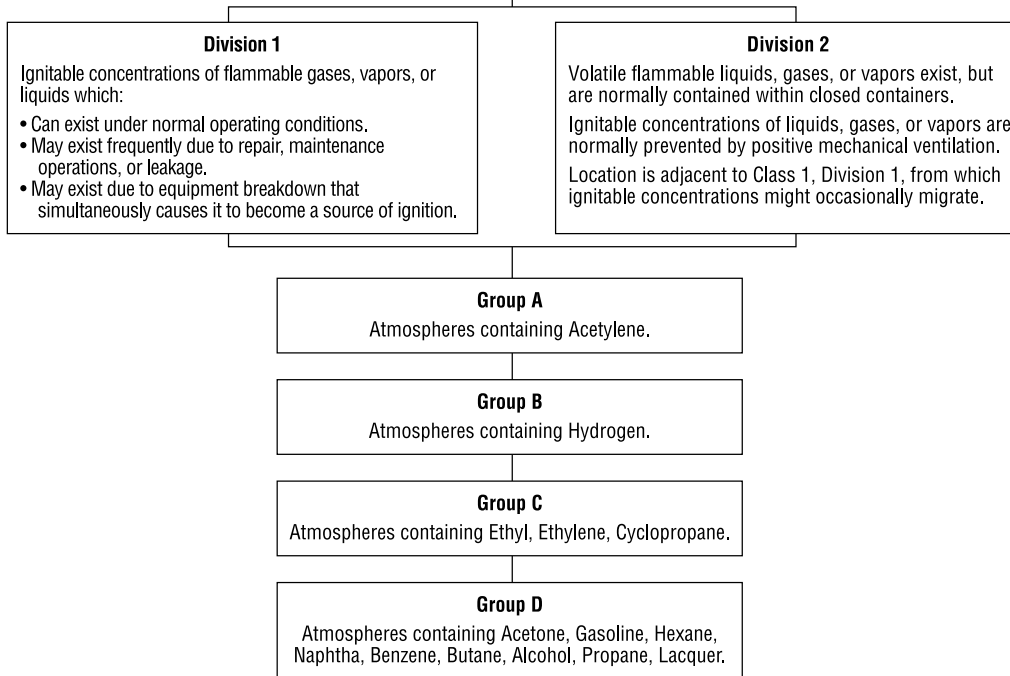 Division 1
Ignitable concentrations of flammable gases, vapors, or
liquids which:
• Can exist under normal operating conditions.
• May exist frequently due to repair, maintenance
operations, or leakage.
• May exist due to equipment breakdown that
simultaneously causes it to become a source of ignition.
Division 2
Volatile flammable liquids, gases, or vapors exist, but
are normally contained within closed containers.
Ignitable concentrations of liquids, gases, or vapors are
normally prevented by positive mechanical ventilation.
Location is adjacent to Class 1, Division 1, from which
ignitable concentrations might occasionally migrate.
Group A
Atmospheres containing Acetylene.
Group B
Atmospheres containing Hydrogen.
Group C
Atmospheres containing Ethyl, Ethylene, Cyclopropane.
Group D
Atmospheres containing Acetone, Gasoline, Hexane,
Naphtha, Benzene, Butane, Alcohol, Propane, Lacquer.